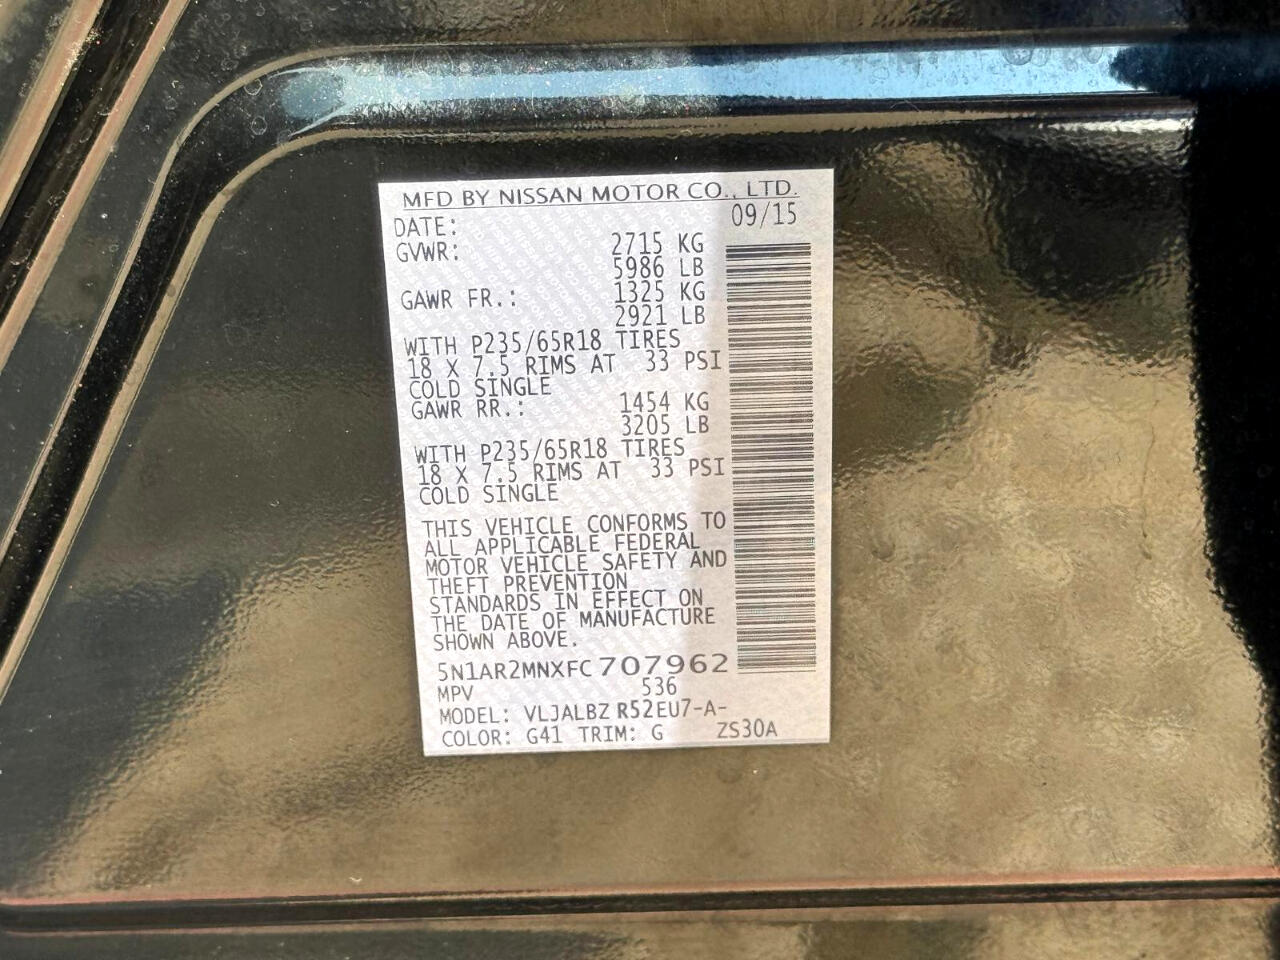 MFD BY NISSAN MOTOR CO., LTD.
DATE: 09/15
GVWR: 2715 KG
5986 LB
GAWR FR.: 1325 KG
2921 LB
WITH P235/65R18 TIRES
18 X 7.5 RIMS AT 33 PSI
COLD SINGLE
GAWR RR.: 1454 KG
3205 LB
WITH P235/65R18 TIRES
18 X 7.5 RIMS AT 33 PSI
COLD SINGLE
THIS VEHICLE CONFORMS TO
ALL APPLICABLE FEDERAL
MOTOR VEHICLE SAFETY AND
THEFT PREVENTION
STANDARDS IN EFFECT ON
THE DATE OF MANUFACTURE
SHOWN ABOVE.
5N1AR2MNXFC 707962
MPV 536
MODEL: VLJALBZ R52EU7-A-
COLOR: G41 TRIM: G ZS30A